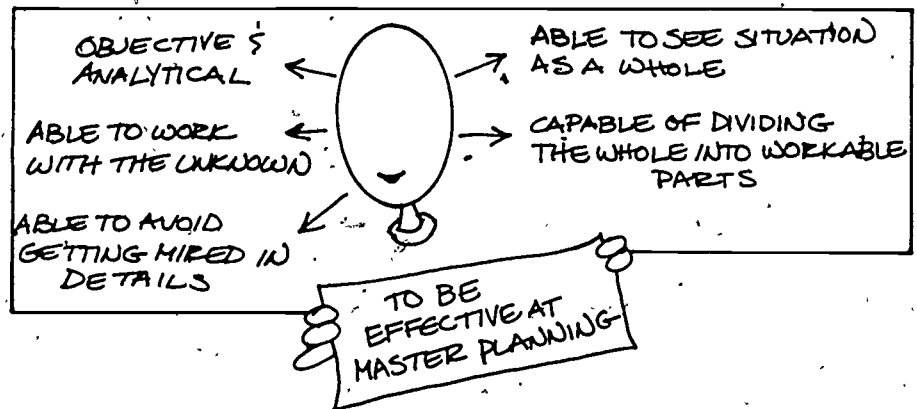 OBJECTIVE &
ANALYTICAL
ABLE TO WORK
WITH THE UNKNOWN
ABLE TO AVOID
GETTING MIRED IN
DETAILS
ABLE TO SEE SITUATION
AS A WHOLE
CAPABLE OF DIVIDING
THE WHOLE INTO WORKABLE
PARTS
TO BE
EFFECTIVE AT
MASTER PLANNING